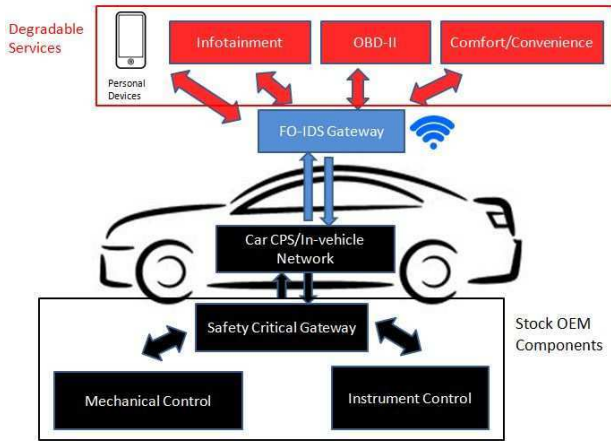 Degradable
Services
Personal
Devices
Infotainment
OBD-II
Comfort/Convenience
FO-IDS Gateway
Car CPS/In-vehicle
Network
Safety Critical Gateway
Stock OEM
Components
Mechanical Control
Instrument Control